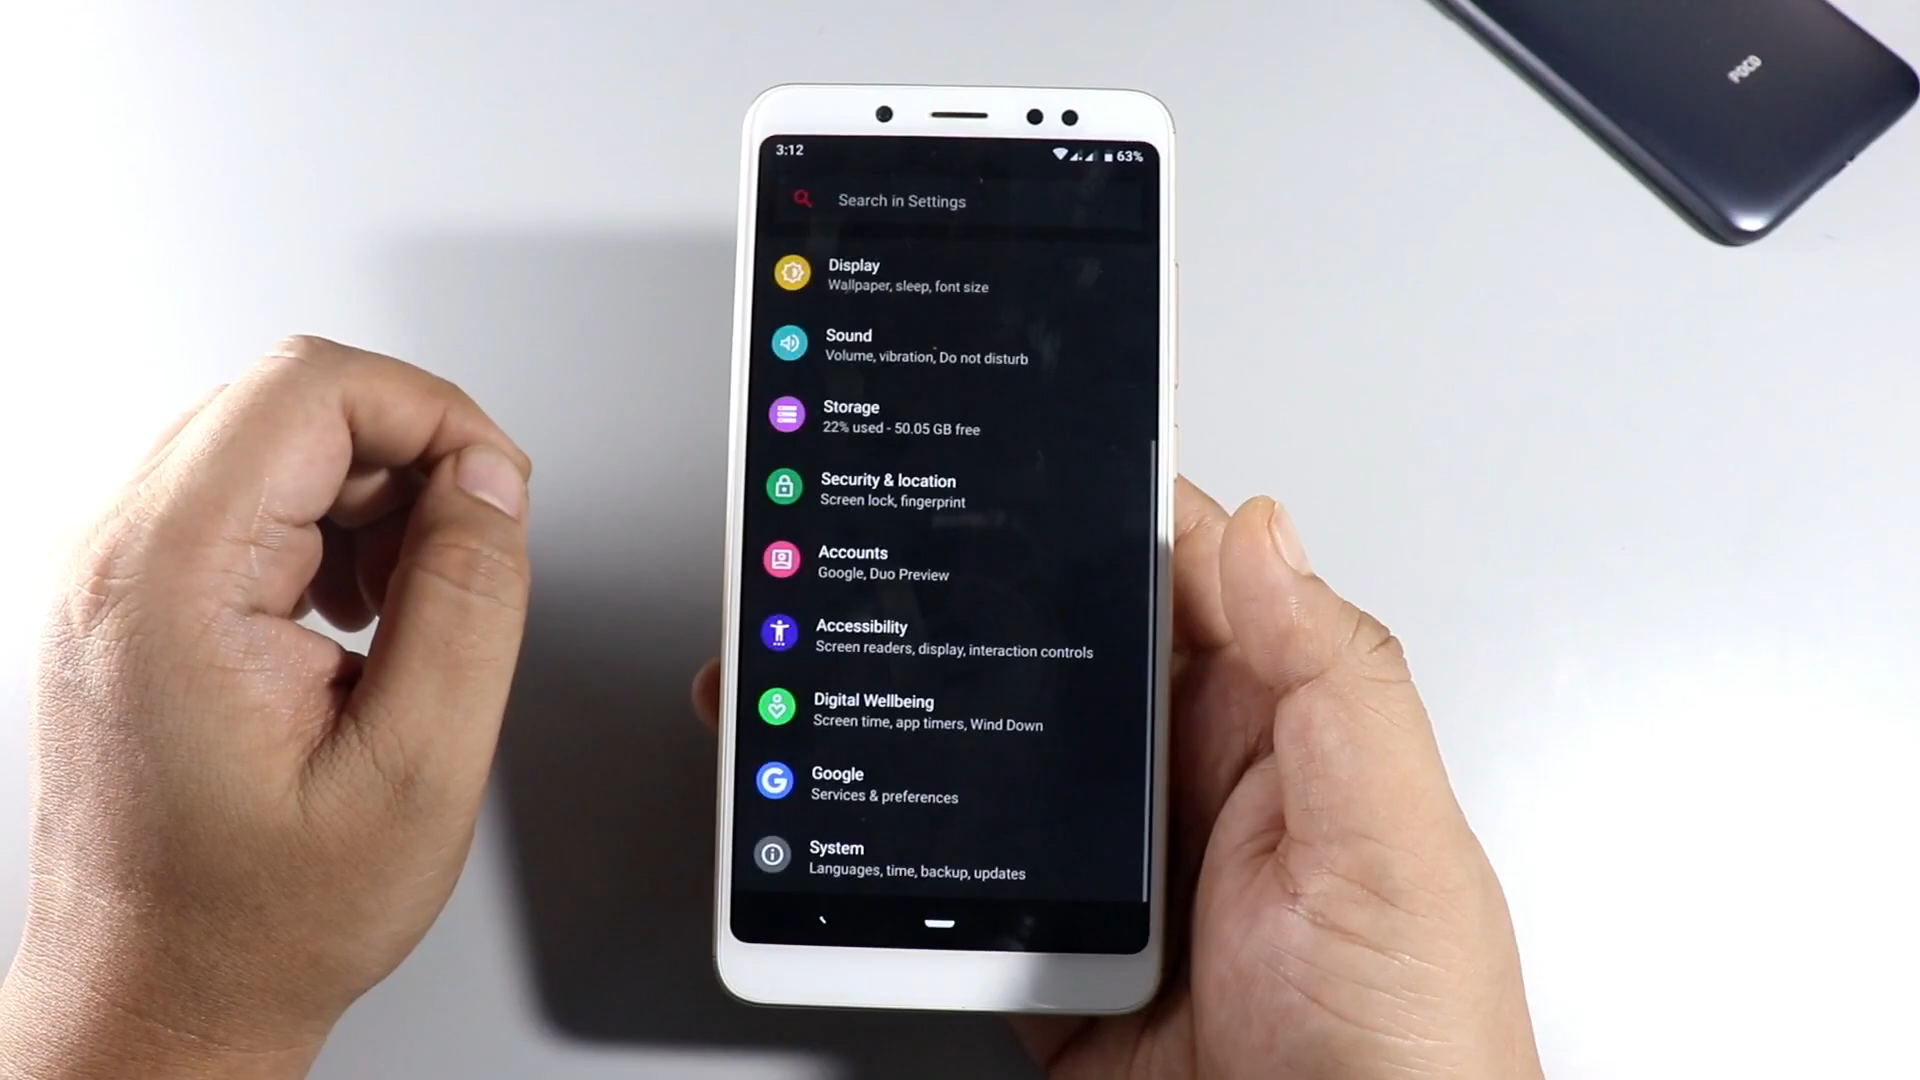 POCO
3:12
63%
Search in Settings
Display
Wallpaper, sleep, font size
Sound
Volume, vibration, Do not disturb
Storage
22% used - 50.05 GB free
Security & location
Screen lock, fingerprint
Accounts
Google, Duo Preview
Accessibility
Screen readers, display, interaction controls
Digital Wellbeing
Screen time, app timers, Wind Down
Google
Services & preferences
System
Languages, time, backup, updates